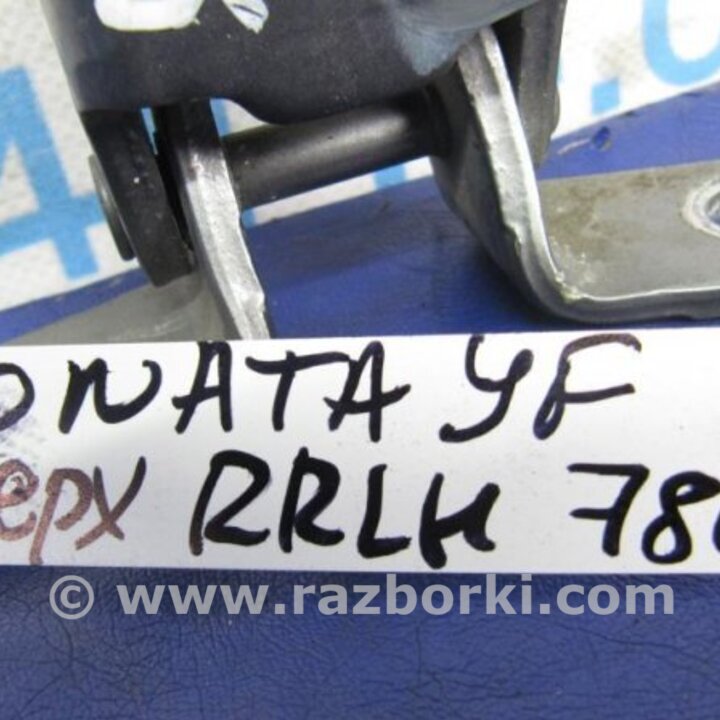 ONATA YF
ерх RRLH 78
© www.razborki.com